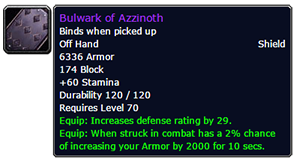 Bulwark of Azzinoth
Binds when picked up
Off Hand Shield
6336 Armor
174 Block
+60 Stamina
Durability 120 / 120
Requires Level 70
Equip: Increases defense rating by 29.
Equip: When struck in combat has a 2% chance
of increasing your Armor by 2000 for 10 secs.